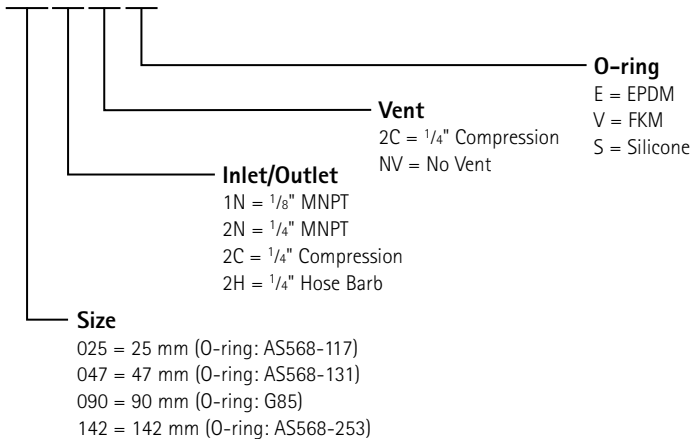 O-ring
E = EPDM
V = FKM
S = Silicone
Vent
2C = 1/4" Compression
NV = No Vent
Inlet/Outlet
1N = 1/8" MNPT
2N = 1/4" MNPT
2C = 1/4" Compression
2H = 1/4" Hose Barb
Size
025 = 25 mm (O-ring: AS568-117)
047 = 47 mm (O-ring: AS568-131)
090 = 90 mm (O-ring: G85)
142 = 142 mm (O-ring: AS568-253)